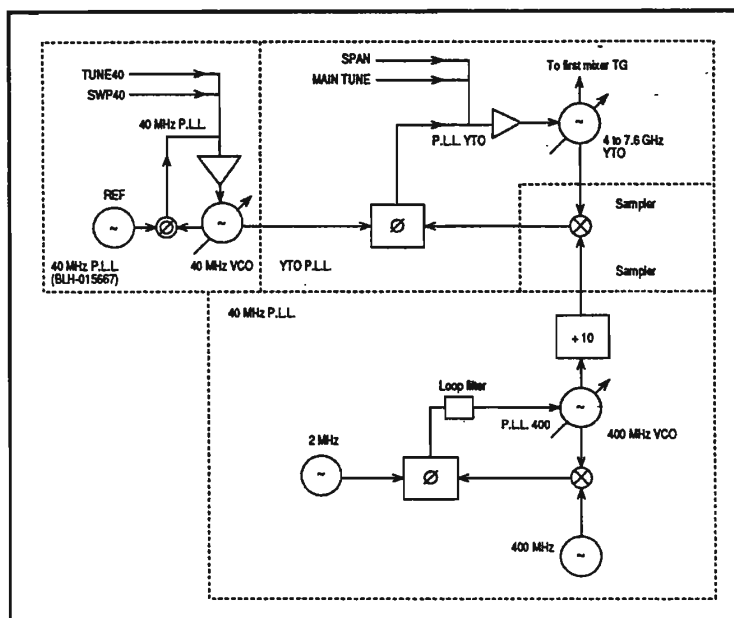 TUNE40
SWP40
40 MHz P.L.L.
REF
~
Ø
~
40 MHz P.L.L.
(BLH-015667)
40 MHz VCO
SPAN
MAIN TUNE
To first mixer TG
P.L.L. YTO
~
4 to 7.6 GHz
YTO
Ø
YTO P.L.L.
Sampler
Sampler
40 MHz P.L.L.
÷ 10
Loop filter
P.L.L. 400
~
400 MHz VCO
2 MHz
~
Ø
400 MHz
~